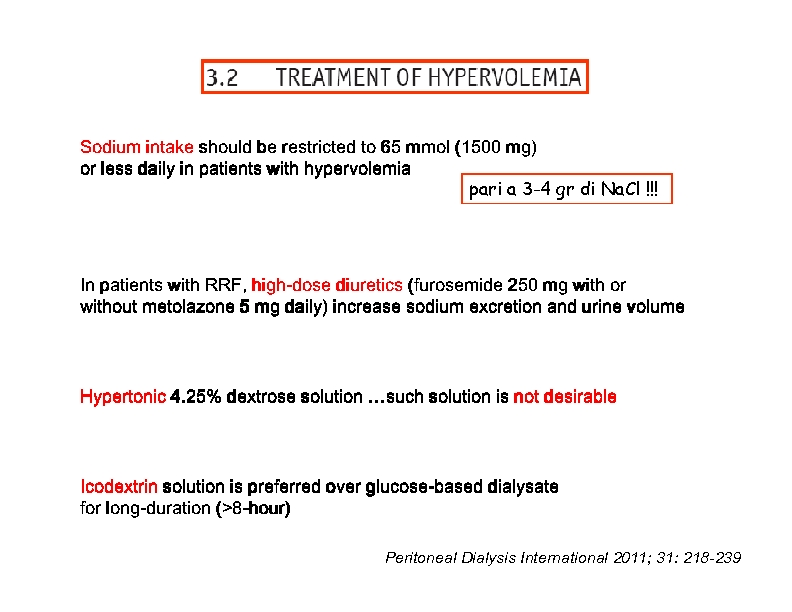 3.2 TREATMENT OF HYPERVOLEMIA
Sodium intake should be restricted to 65 mmol (1500 mg)
or less daily in patients with hypervolemia
pari a 3-4 gr di NaCl !!!
In patients with RRF, high-dose diuretics (furosemide 250 mg with or
without metolazone 5 mg daily) increase sodium excretion and urine volume
Hypertonic 4.25% dextrose solution …such solution is not desirable
Icodextrin solution is preferred over glucose-based dialysate
for long-duration (>8-hour)
Peritoneal Dialysis International 2011; 31: 218-239